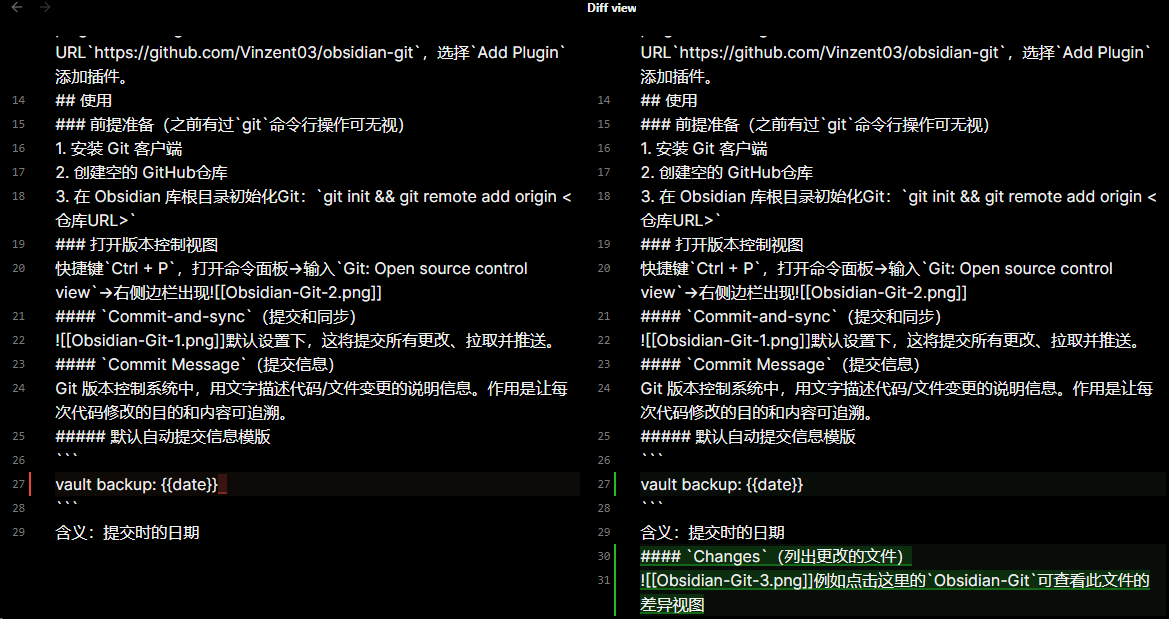 Diff view
URL`https://github.com/Vinzent03/obsidian-git`，选择`Add Plugin`
添加插件。
14 ## 使用
15 ### 前提准备（之前有过`git`命令行操作可无视）
16 1. 安装 Git 客户端
17 2. 创建空的 GitHub仓库
18 3. 在 Obsidian 库根目录初始化Git：`git init && git remote add origin <
仓库URL>`
19 ### 打开版本控制视图
20 快捷键`Ctrl + P`，打开命令面板→输入`Git: Open source control
view`→右侧边栏出现![[Obsidian-Git-2.png]]
21 #### `Commit-and-sync`（提交和同步）
22 ![[Obsidian-Git-1.png]]默认设置下，这将提交所有更改、拉取并推送。
23 #### `Commit Message`（提交信息）
24 Git 版本控制系统中，用文字描述代码/文件变更的说明信息。作用是让每
次代码修改的目的和内容可追溯。
25 ##### 默认自动提交信息模版
26 ```
27 vault backup: {{date}}
28 ```
29 含义：提交时的日期
URL`https://github.com/Vinzent03/obsidian-git`，选择`Add Plugin`
添加插件。
14 ## 使用
15 ### 前提准备（之前有过`git`命令行操作可无视）
16 1. 安装 Git 客户端
17 2. 创建空的 GitHub仓库
18 3. 在 Obsidian 库根目录初始化Git：`git init && git remote add origin <
仓库URL>`
19 ### 打开版本控制视图
20 快捷键`Ctrl + P`，打开命令面板→输入`Git: Open source control
view`→右侧边栏出现![[Obsidian-Git-2.png]]
21 #### `Commit-and-sync`（提交和同步）
22 ![[Obsidian-Git-1.png]]默认设置下，这将提交所有更改、拉取并推送。
23 #### `Commit Message`（提交信息）
24 Git 版本控制系统中，用文字描述代码/文件变更的说明信息。作用是让每
次代码修改的目的和内容可追溯。
25 ##### 默认自动提交信息模版
26 ```
27 vault backup: {{date}}
28 ```
29 含义：提交时的日期
30 #### `Changes`（列出更改的文件）
31 ![[Obsidian-Git-3.png]]例如点击这里的`Obsidian-Git`可查看此文件的
差异视图